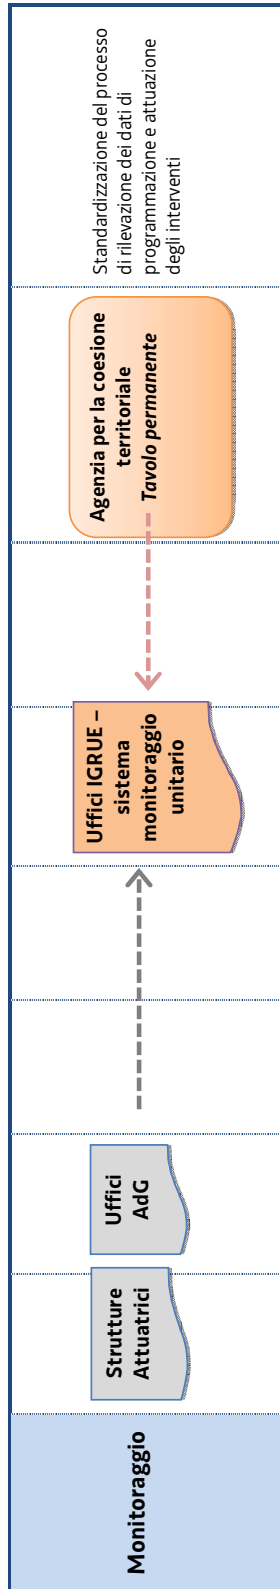 Monitoraggio
Strutture
Attuatrici
Uffici
AdG
Uffici IGRUE –
sistema
monitoraggio
unitario
Agenzia per la coesione
territoriale
Tavolo permanente
Standardizzazione del processo
di rilevazione dei dati di
programmazione e attuazione
degli interventi